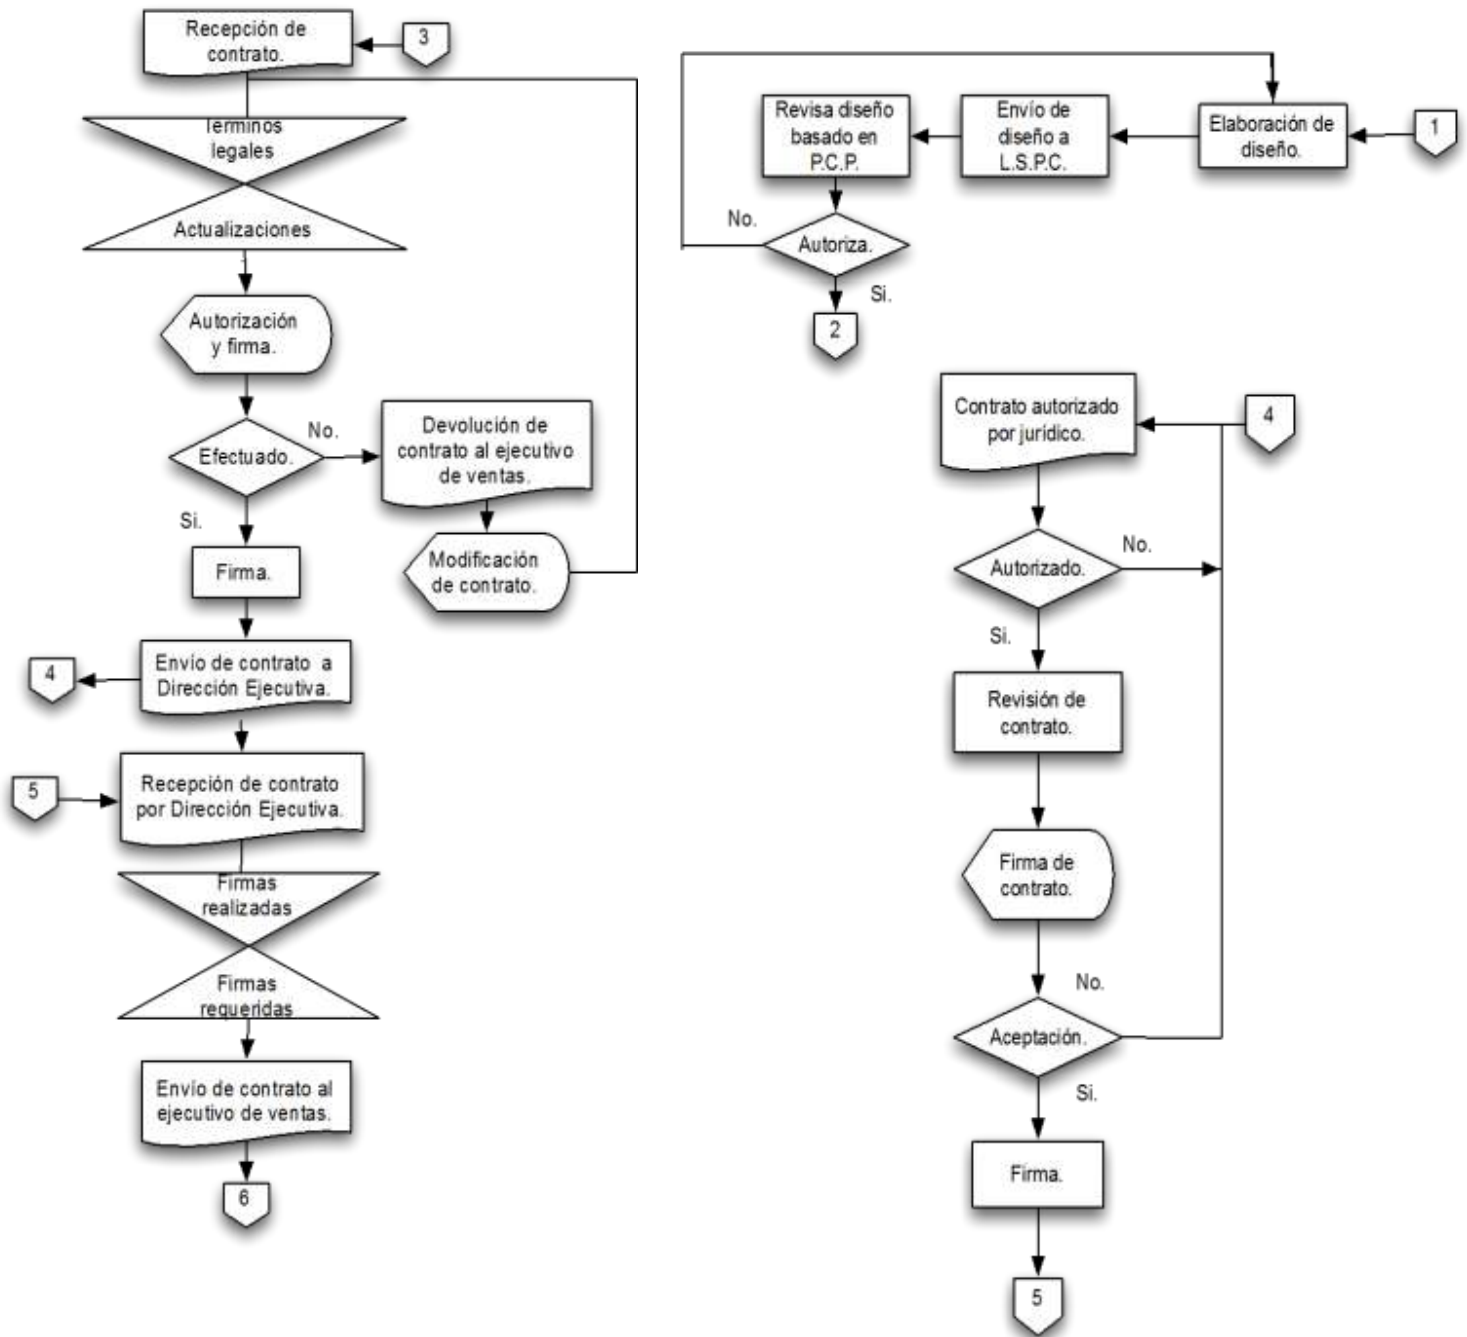 Recepción de
contrato.
3
Terminos
legales
Actualizaciones
Autorización
y firma.
Efectuado.
No.
Devolución de
contrato al ejecutivo
de ventas.
Modificación
de contrato.
Si.
Firma.
Envío de contrato a
Dirección Ejecutiva.
4
Recepción de contrato
por Dirección Ejecutiva.
5
Firmas
realizadas
Firmas
requeridas
Envío de contrato al
ejecutivo de ventas.
6
1
Elaboración de
diseño.
Envío de
diseño a
L.S.P.C.
Revisa diseño
basado en
P.C.P.
Autoriza.
No.
Si.
2
4
Contrato autorizado
por jurídico.
Autorizado.
No.
Si.
Revisión de
contrato.
Firma de
contrato.
Aceptación.
No.
Si.
Firma.
5